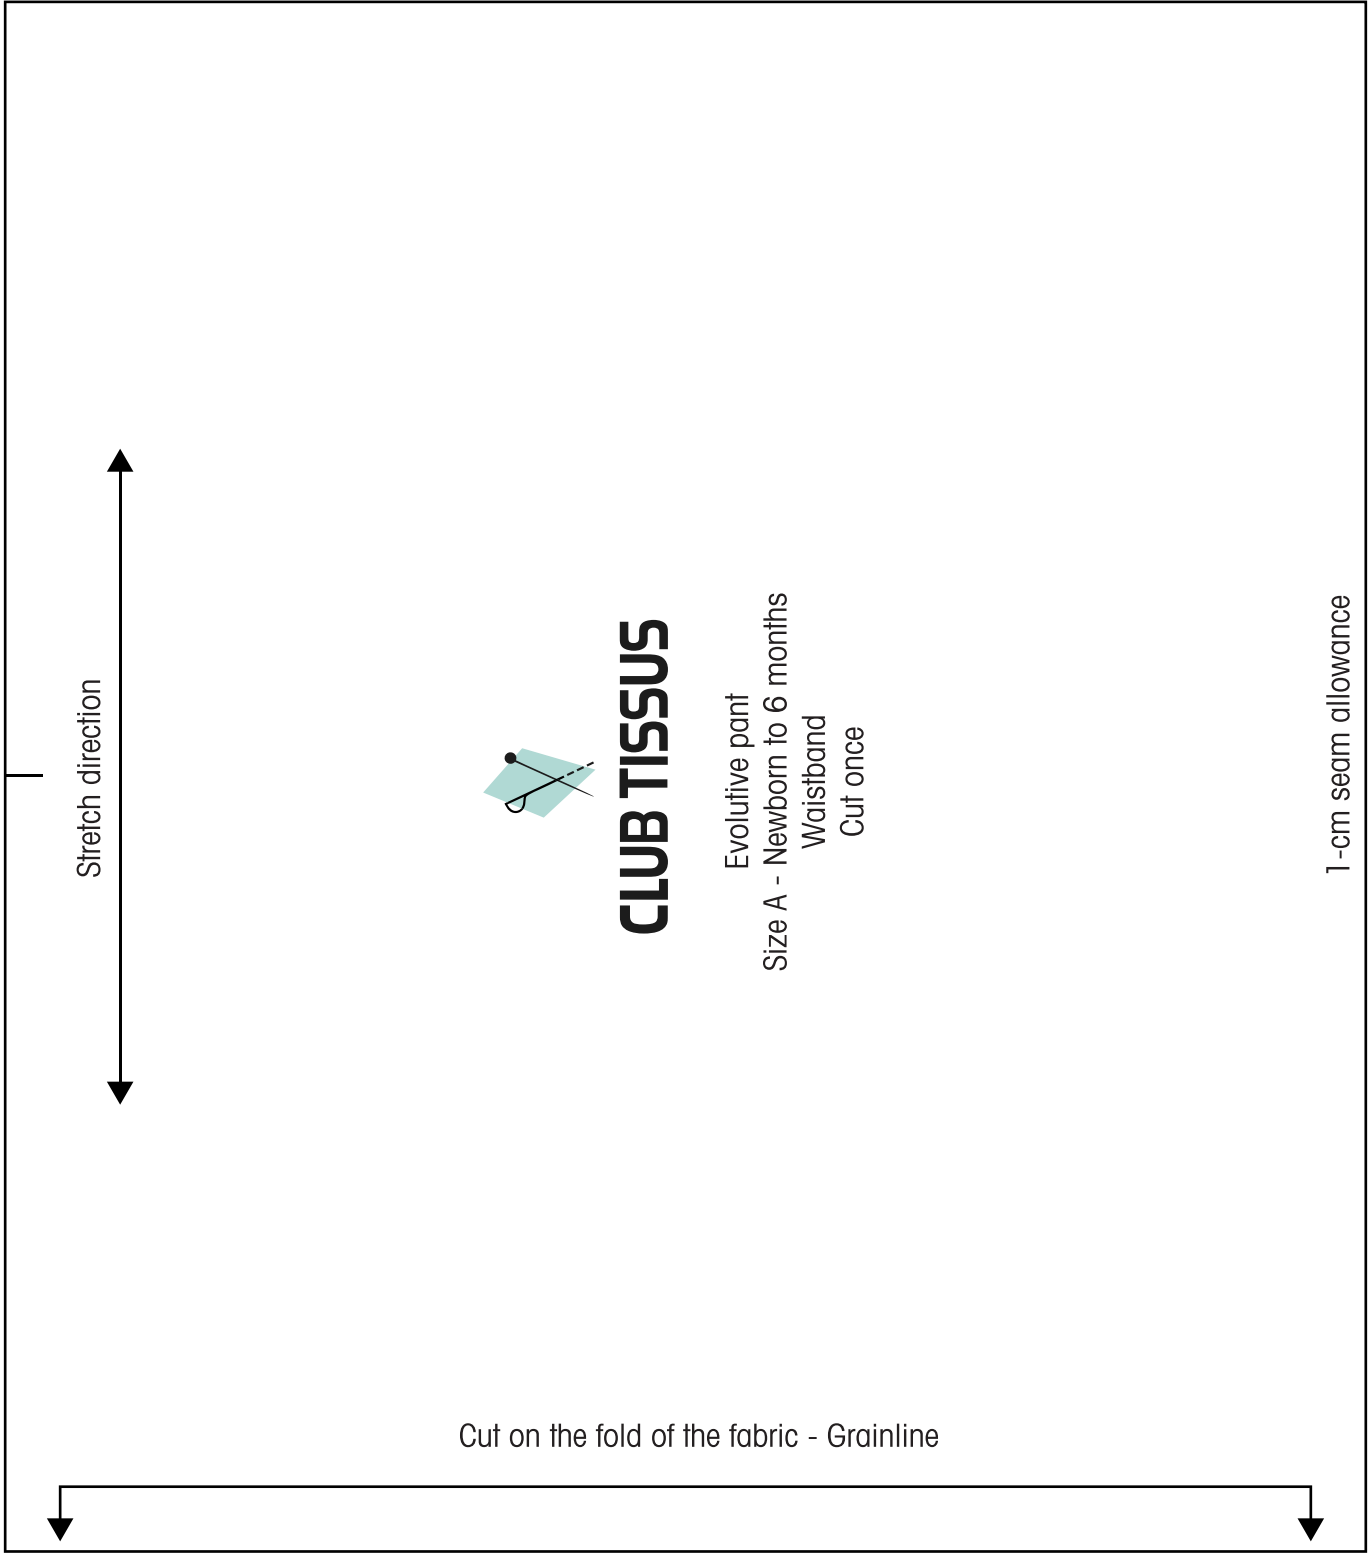 Stretch direction
CLUB TISSUS
Evolutive pant
Size A - Newborn to 6 months
Waistband
Cut once
1-cm seam allowance
Cut on the fold of the fabric - Grainline